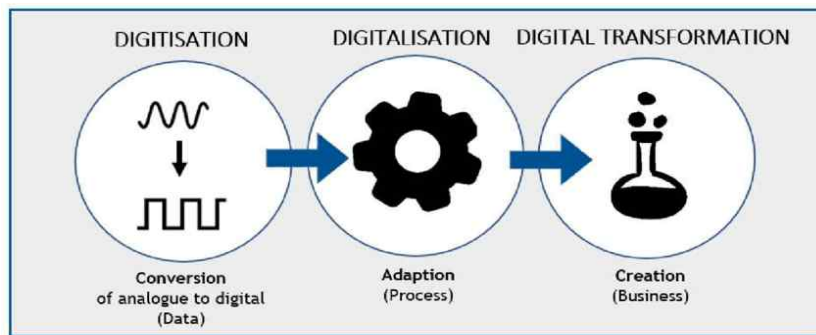 DIGITISATION
DIGITALISATION
DIGITAL TRANSFORMATION
Conversion
of analogue to digital
(Data)
Adaption
(Process)
Creation
(Business)